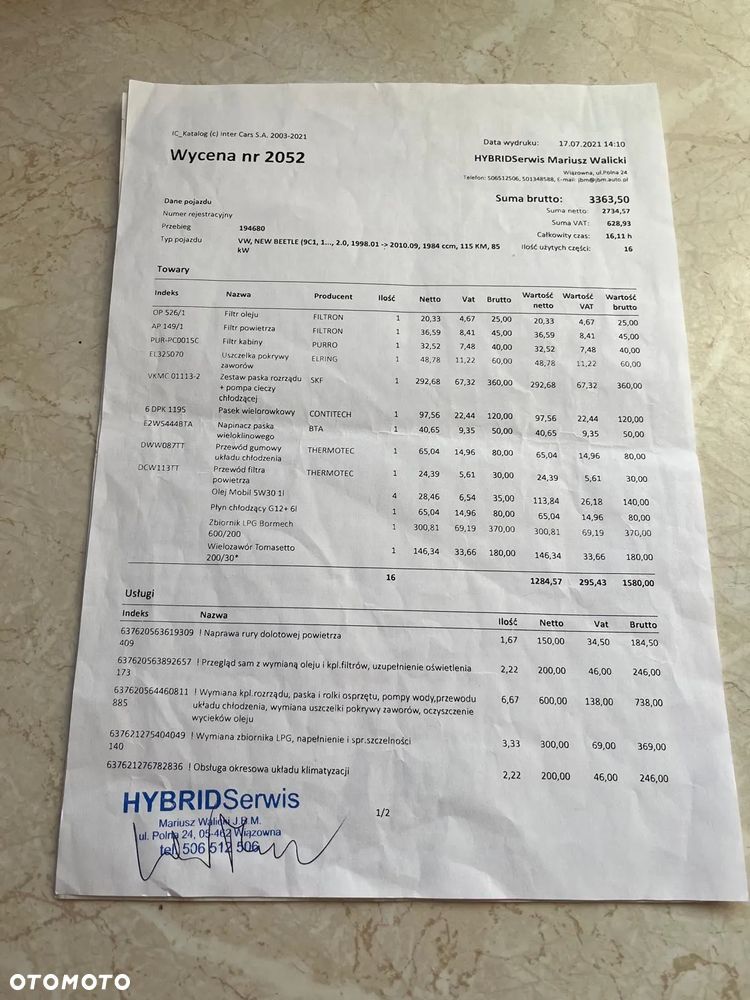 IC_Katalog (c) Inter Cars S.A. 2003-2021
Data wydruku: 17.07.2021 14:10
Wycena nr 2052
HYBRIDSerwis Mariusz Walicki
Wiązowna, ul.Polna 24
Telefon: 506512506, 501348588, E-mail: jbm@jbm.auto.pl
Suma brutto: 3363,50
Dane pojazdu
Suma netto: 2734,57
Numer rejestracyjny
Suma VAT: 628,93
Przebieg 194680
Całkowity czas: 16,11 h
Typ pojazdu VW, NEW BEETLE (9C1, 1..., 2.0, 1998.01 -> 2010.09, 1984 ccm, 115 KM, 85 kW
Ilość użytych części: 16
Towary
Indeks Nazwa Producent Ilość Netto Vat Brutto Wartość netto Wartość VAT Wartość brutto
OP 526/1 Filtr oleju FILTRON 1 20,33 4,67 25,00 20,33 4,67 25,00
AP 149/1 Filtr powietrza FILTRON 1 36,59 8,41 45,00 36,59 8,41 45,00
PUR-PC0015C Filtr kabiny PURRO 1 32,52 7,48 40,00 32,52 7,48 40,00
EL325070 Uszczelka pokrywy zaworów ELRING 1 48,78 11,22 60,00 48,78 11,22 60,00
VKMC 01113-2 Zestaw paska rozrządu + pompa cieczy chłodzącej SKF 1 292,68 67,32 360,00 292,68 67,32 360,00
6 DPK 1195 Pasek wielorowkowy CONTITECH 1 97,56 22,44 120,00 97,56 22,44 120,00
E2W5444BTA Napinacz paska wieloklinowego BTA 1 40,65 9,35 50,00 40,65 9,35 50,00
DWW087TT Przewód gumowy układu chłodzenia THERMOTEC 1 65,04 14,96 80,00 65,04 14,96 80,00
DCW113TT Przewód filtra powietrza THERMOTEC 1 24,39 5,61 30,00 24,39 5,61 30,00
Olej Mobil 5W30 1l 4 28,46 6,54 35,00 113,84 26,18 140,00
Płyn chłodzący G12+ 6l 1 65,04 14,96 80,00 65,04 14,96 80,00
Zbiornik LPG Bormech 600/200 1 300,81 69,19 370,00 300,81 69,19 370,00
Wielozawór Tomasetto 200/30* 1 146,34 33,66 180,00 146,34 33,66 180,00
16 1284,57 295,43 1580,00
Usługi
Indeks Nazwa Ilość Netto Vat Brutto
637620563619309 ! Naprawa rury dolotowej powietrza 1,67 150,00 34,50 184,50
409
637620563892657 ! Przegląd sam z wymianą oleju i kpl.filtrów, uzupełnienie oświetlenia 2,22 200,00 46,00 246,00
173
637620564460811 ! Wymiana kpl.rozrządu, paska i rolki osprzętu, pompy wody,przewodu 6,67 600,00 138,00 738,00
885 układu chłodzenia, wymiana uszczelki pokrywy zaworów, oczyszczenie
wycieków oleju
637621275404049 ! Wymiana zbiornika LPG, napełnienie i spr.szczelności 3,33 300,00 69,00 369,00
140
637621276782836 ! Obsługa okresowa układu klimatyzacji 2,22 200,00 46,00 246,00
HYBRIDSerwis
Mariusz Walicki J.B.M.
ul. Polna 24, 05-462 Wiązowna
tel. 506 512 506
1/2
OTOMOTO